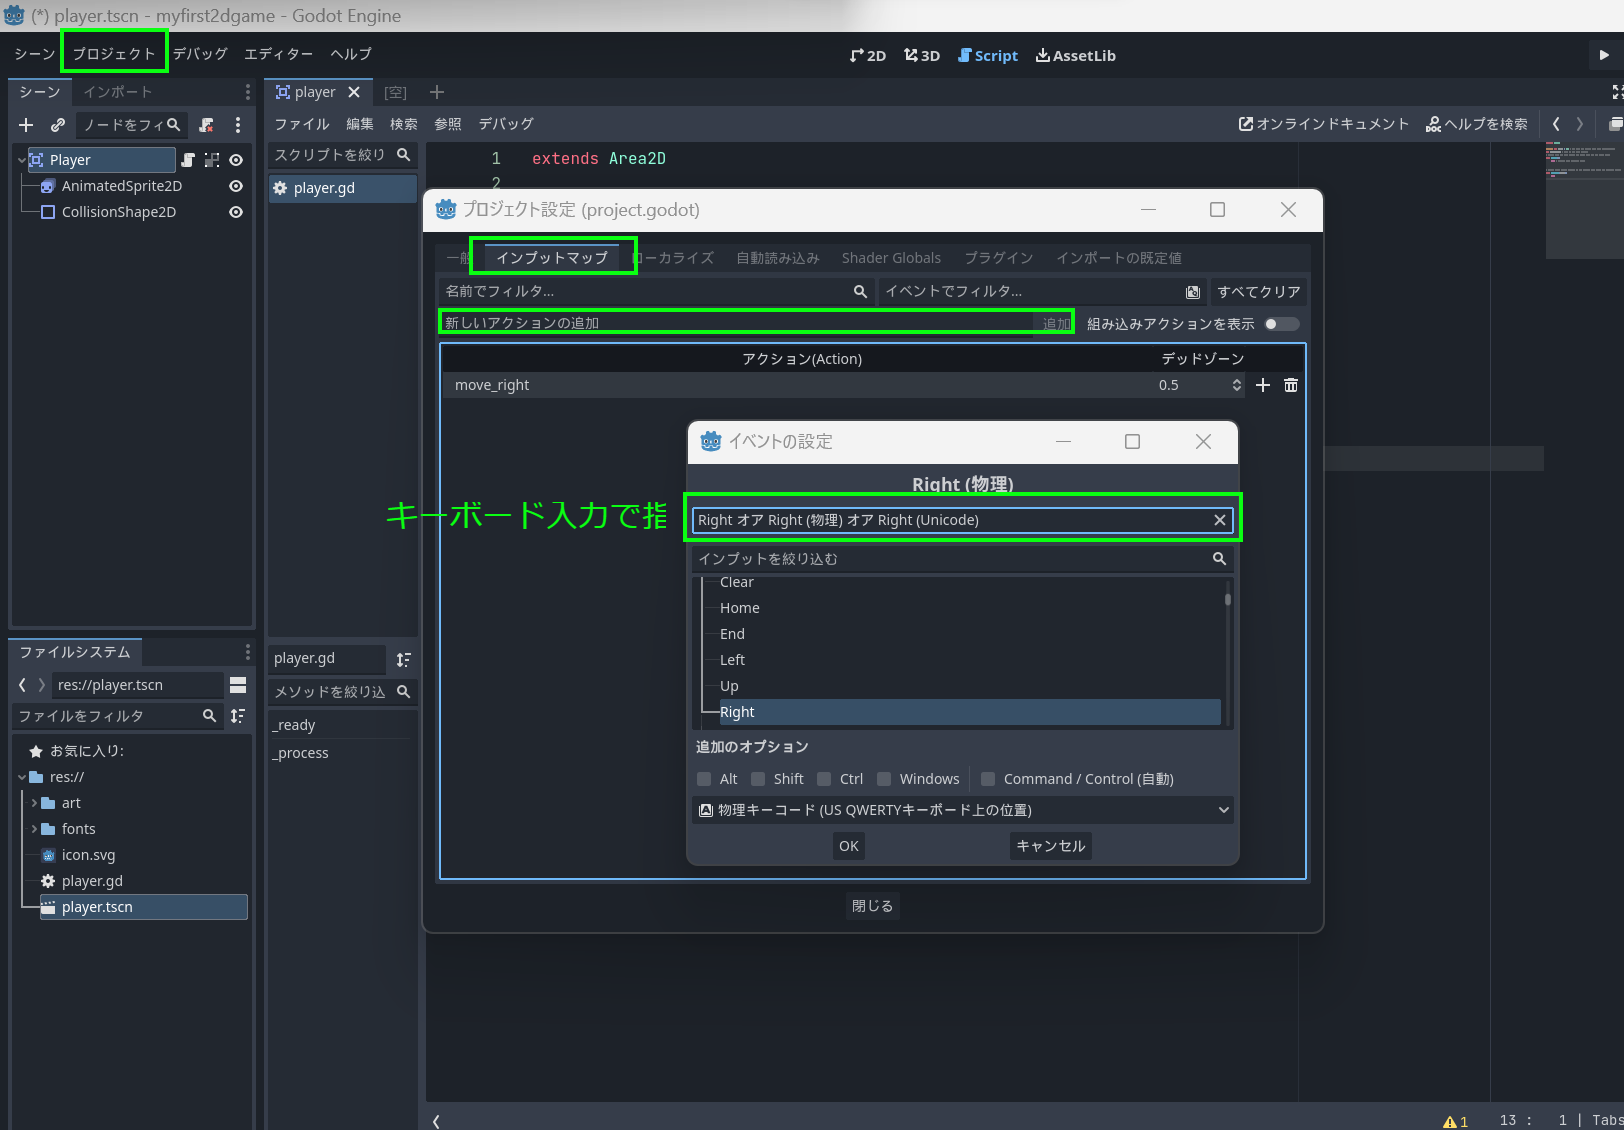 (*) player.tscn - myfirst2dgame - Godot Engine
シーン プロジェクト デバッグ エディター ヘルプ
2D 3D Script AssetLib
シーン インポート
player [空]
ノードをフィ
ファイル 編集 検索 参照 デバッグ
オンラインドキュメント ヘルプを検索
Player
AnimatedSprite2D
CollisionShape2D
スクリプトを絞り
player.gd
1 extends Area2D
2
プロジェクト設定 (project.godot)
一般 インプットマップ ローカライズ 自動読み込み Shader Globals プラグイン インポートの既定値
名前でフィルタ... イベントでフィルタ... すべてクリア
新しいアクションの追加 追加 組み込みアクションを表示
アクション(Action) デッドゾーン
move_right 0.5
イベントの設定
Right (物理)
キーボード入力で指
Right オア Right (物理) オア Right (Unicode)
インプットを絞り込む
Clear
Home
End
Left
Up
Right
追加のオプション
Alt Shift Ctrl Windows Command / Control (自動)
物理キーコード (US QWERTYキーボード上の位置)
OK キャンセル
閉じる
ファイルシステム
res://player.tscn
ファイルをフィルタ
お気に入り:
res://
art
fonts
icon.svg
player.gd
player.tscn
player.gd
メソッドを絞り込
_ready
_process
1 13 : 1 | Tabs